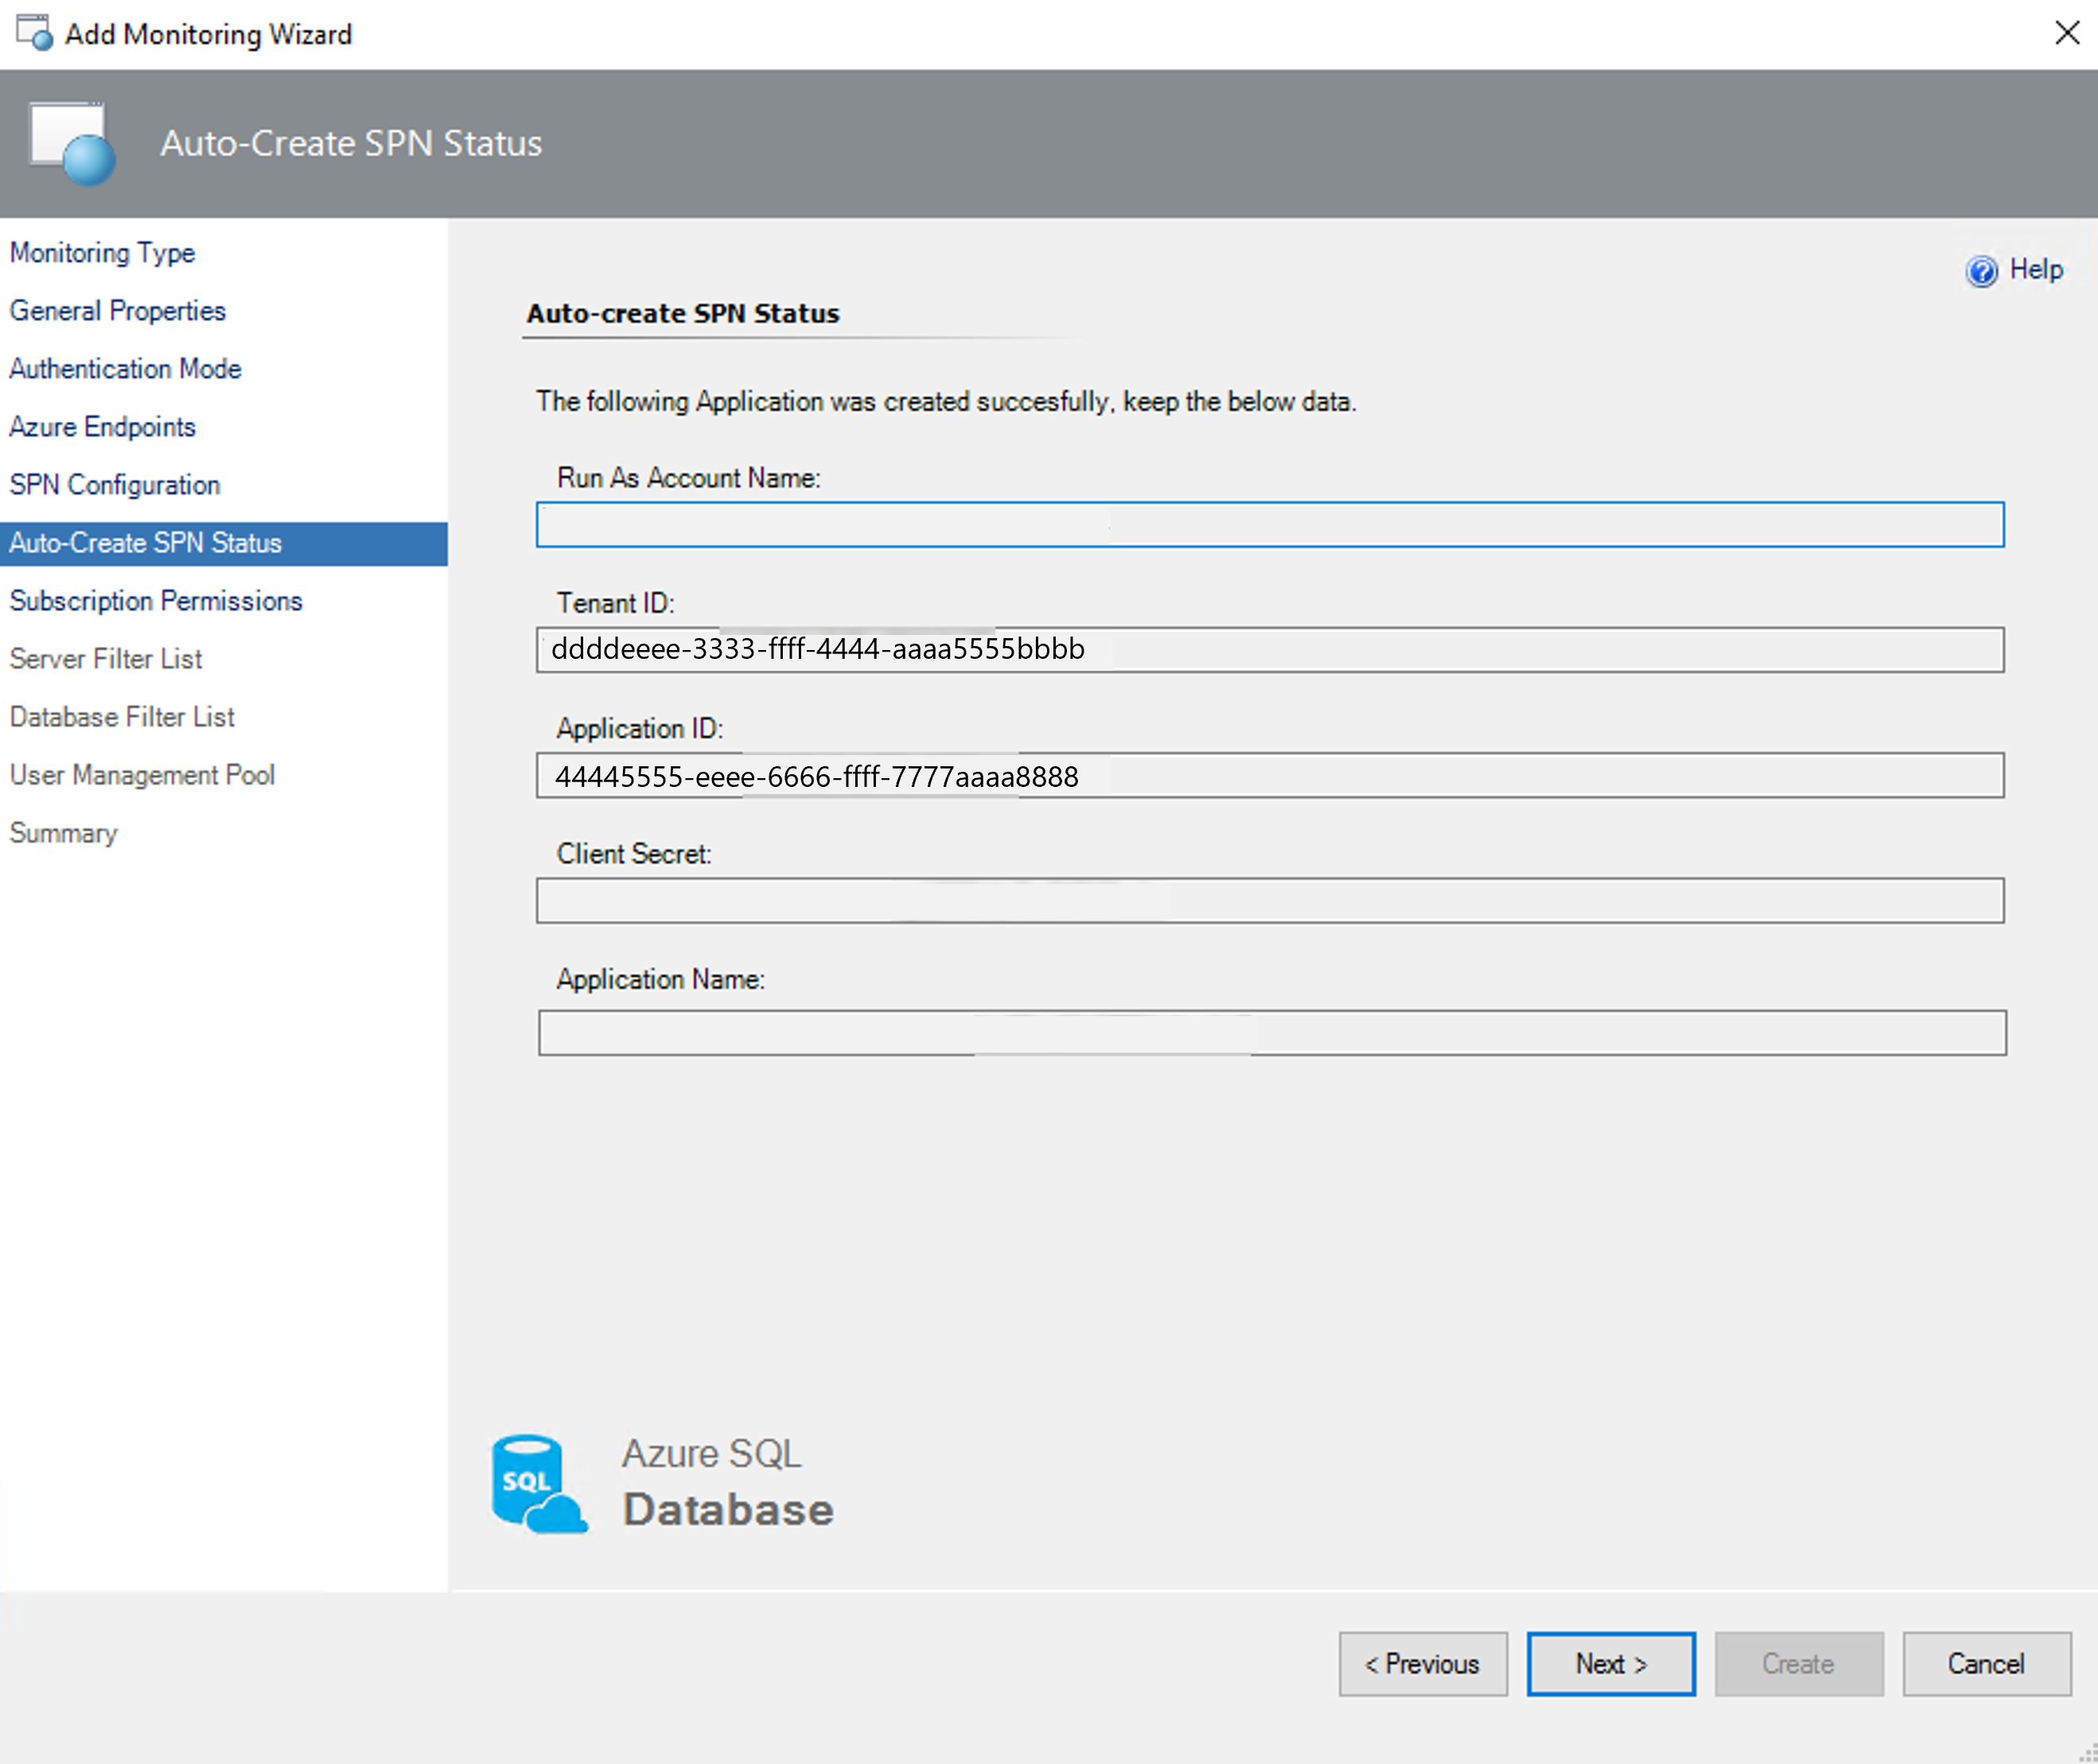 Add Monitoring Wizard
Auto-Create SPN Status
Monitoring Type
General Properties
Authentication Mode
Azure Endpoints
SPN Configuration
Auto-Create SPN Status
Subscription Permissions
Server Filter List
Database Filter List
User Management Pool
Summary
Help
Auto-create SPN Status
The following Application was created succesfully, keep the below data.
Run As Account Name:
Tenant ID:
ddddeeee-3333-ffff-4444-aaaa5555bbbb
Application ID:
44445555-eeee-6666-ffff-7777aaaa8888
Client Secret:
Application Name:
SQL
Azure SQL
Database
< Previous
Next >
Create
Cancel